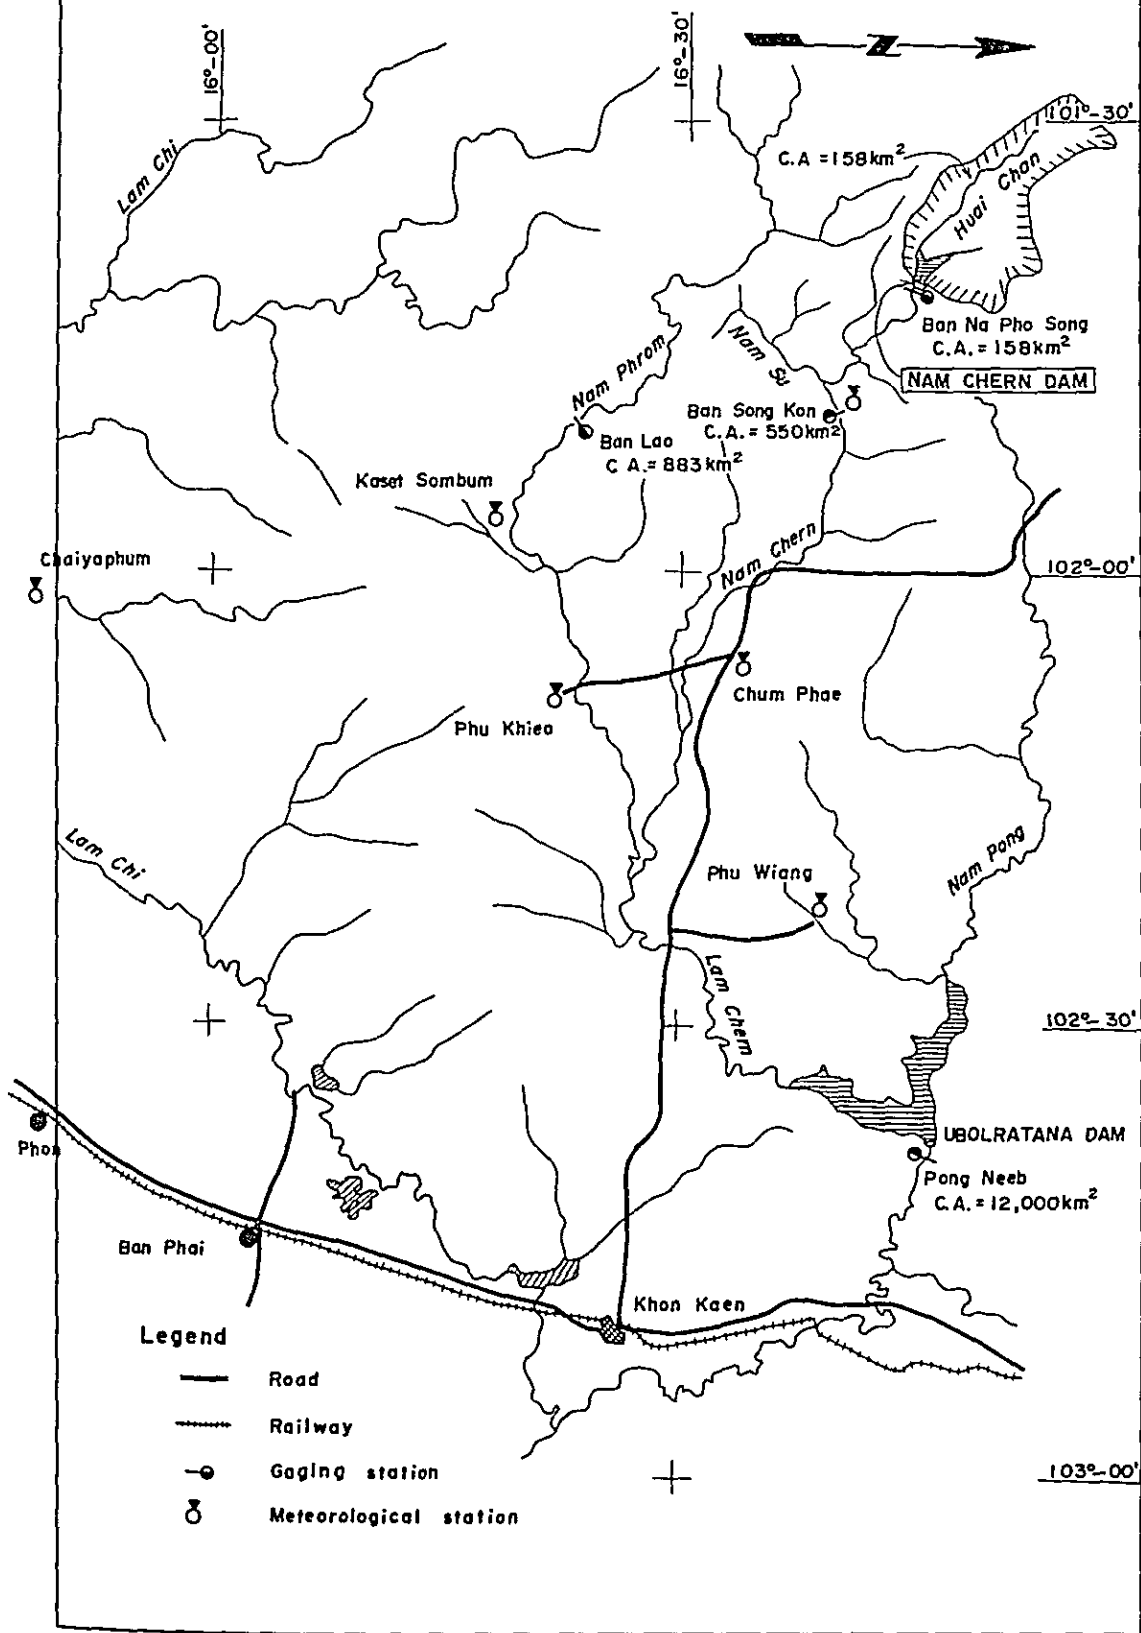 16°-00'
16°-30'
N
101°-30'
Lam Chi
C.A = 158km²
Huai Chan
Ban Na Pho Song
C.A. = 158km²
NAM CHERN DAM
Nam Phrom
Nam Su
Ban Song Kon
C.A. = 550km²
Ban Lao
C A. = 883km²
Kaset Sombum
Chaiyaphum
Nam Chern
102°-00'
Chum Phae
Phu Khieo
Lam Chi
Phu Wiang
Nam Pong
Lam Chern
102°-30'
UBOLRATANA DAM
Phon
Pong Neeb
C.A. = 12,000km²
Ban Phai
Khon Kaen
Legend
Road
Railway
Gaging station
Meteorological station
103°-00'